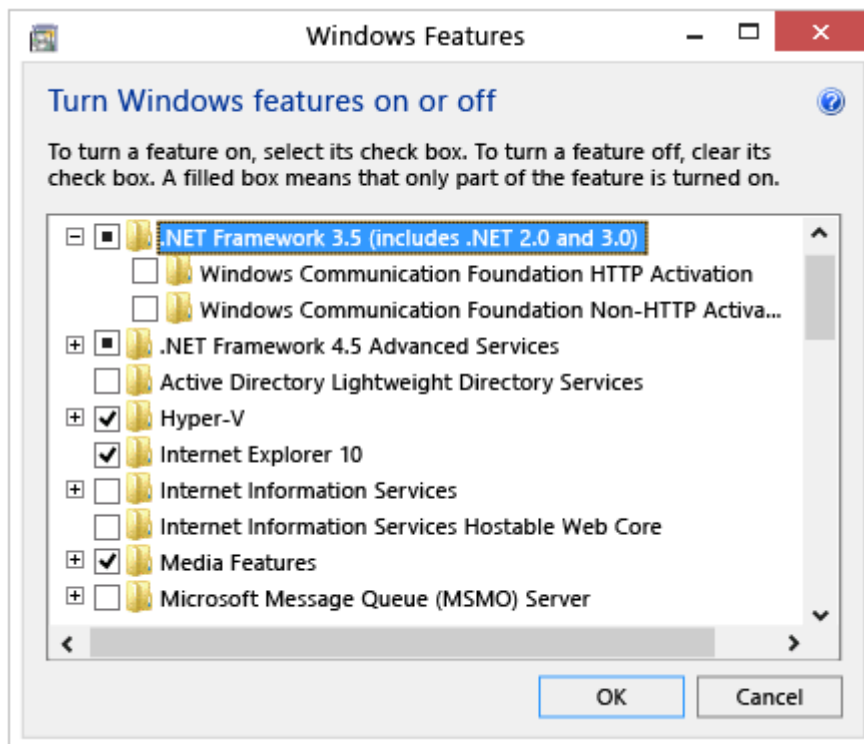 Windows Features
Turn Windows features on or off
To turn a feature on, select its check box. To turn a feature off, clear its
check box. A filled box means that only part of the feature is turned on.
.NET Framework 3.5 (includes .NET 2.0 and 3.0)
Windows Communication Foundation HTTP Activation
Windows Communication Foundation Non-HTTP Activa...
.NET Framework 4.5 Advanced Services
Active Directory Lightweight Directory Services
Hyper-V
Internet Explorer 10
Internet Information Services
Internet Information Services Hostable Web Core
Media Features
Microsoft Message Queue (MSMO) Server
OK Cancel